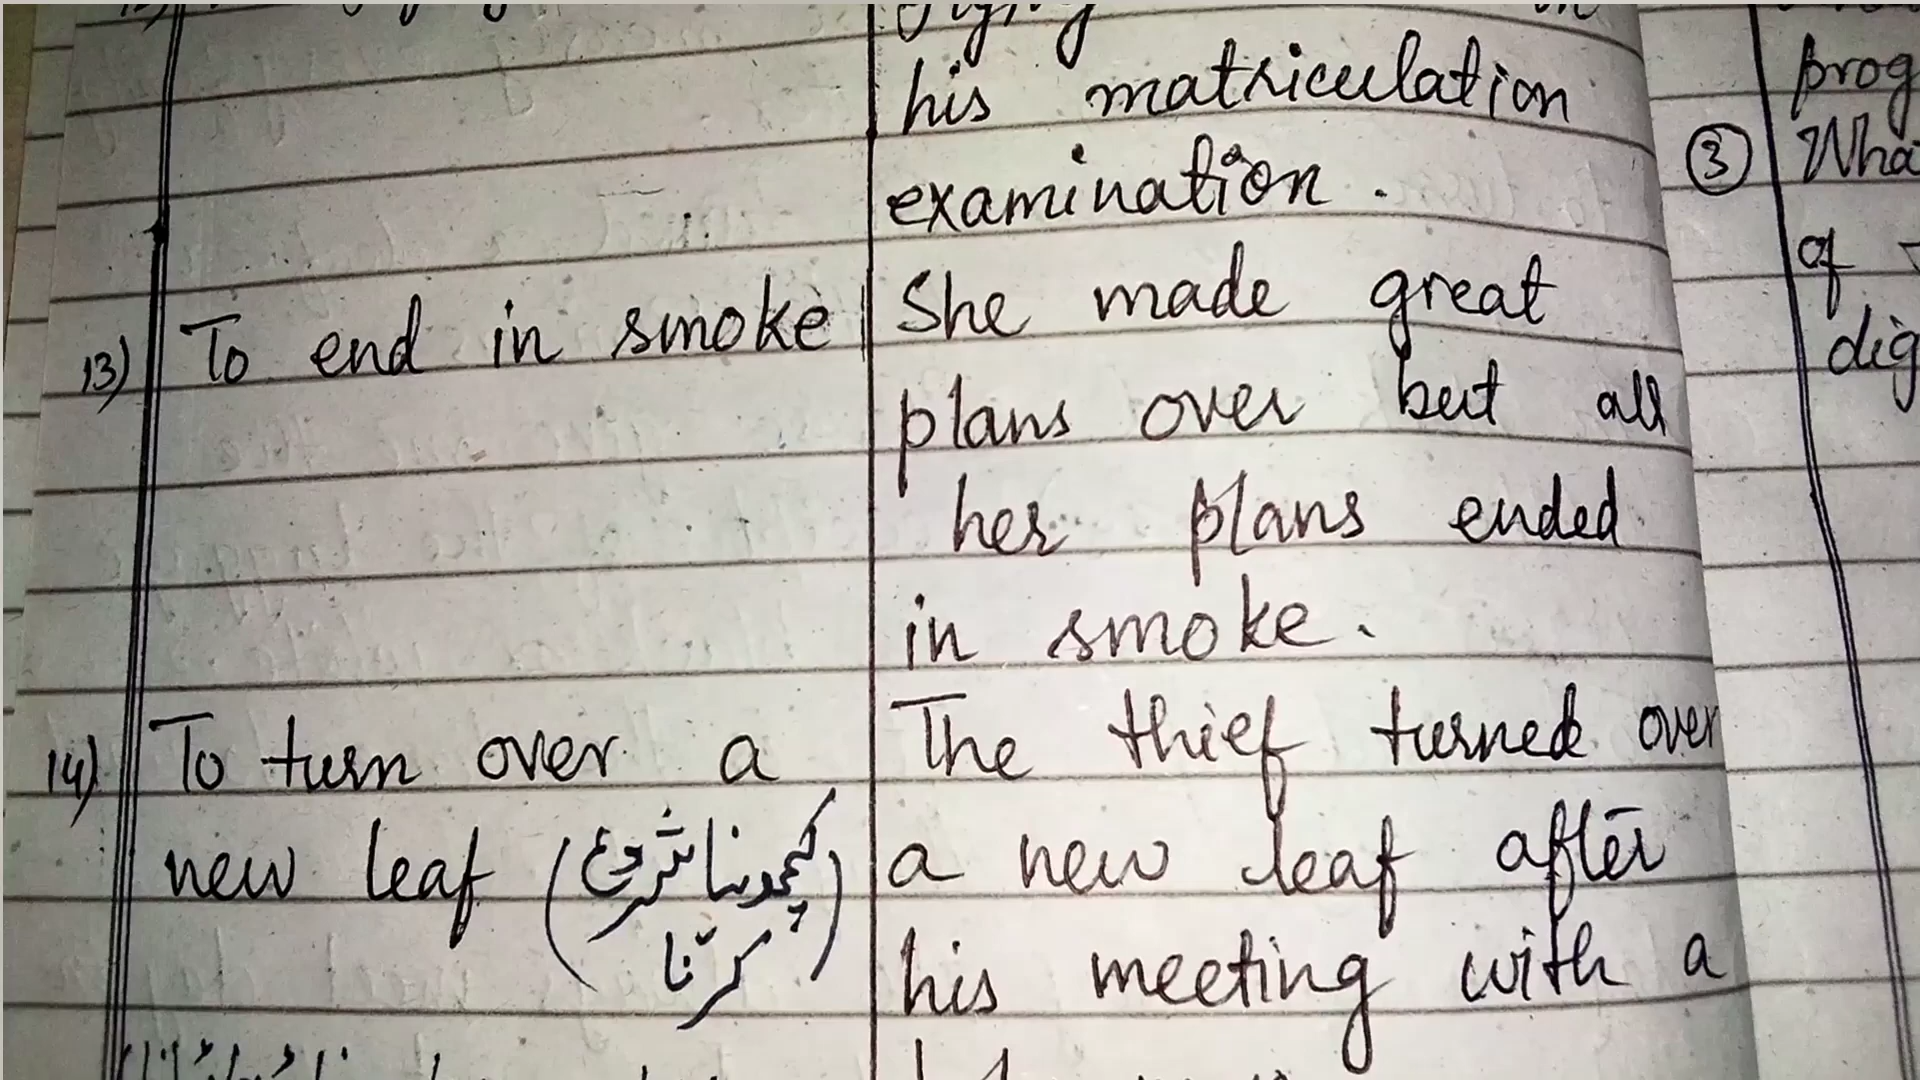 his matriculation
examination.
13) To end in smoke
She made great
plans over but all
her plans ended
in smoke.
14) To turn over a
new leaf (کچھ نیا شروع
کرنا)
The thief turned over
a new leaf after
his meeting with a
prog
③ Wha
of
dig